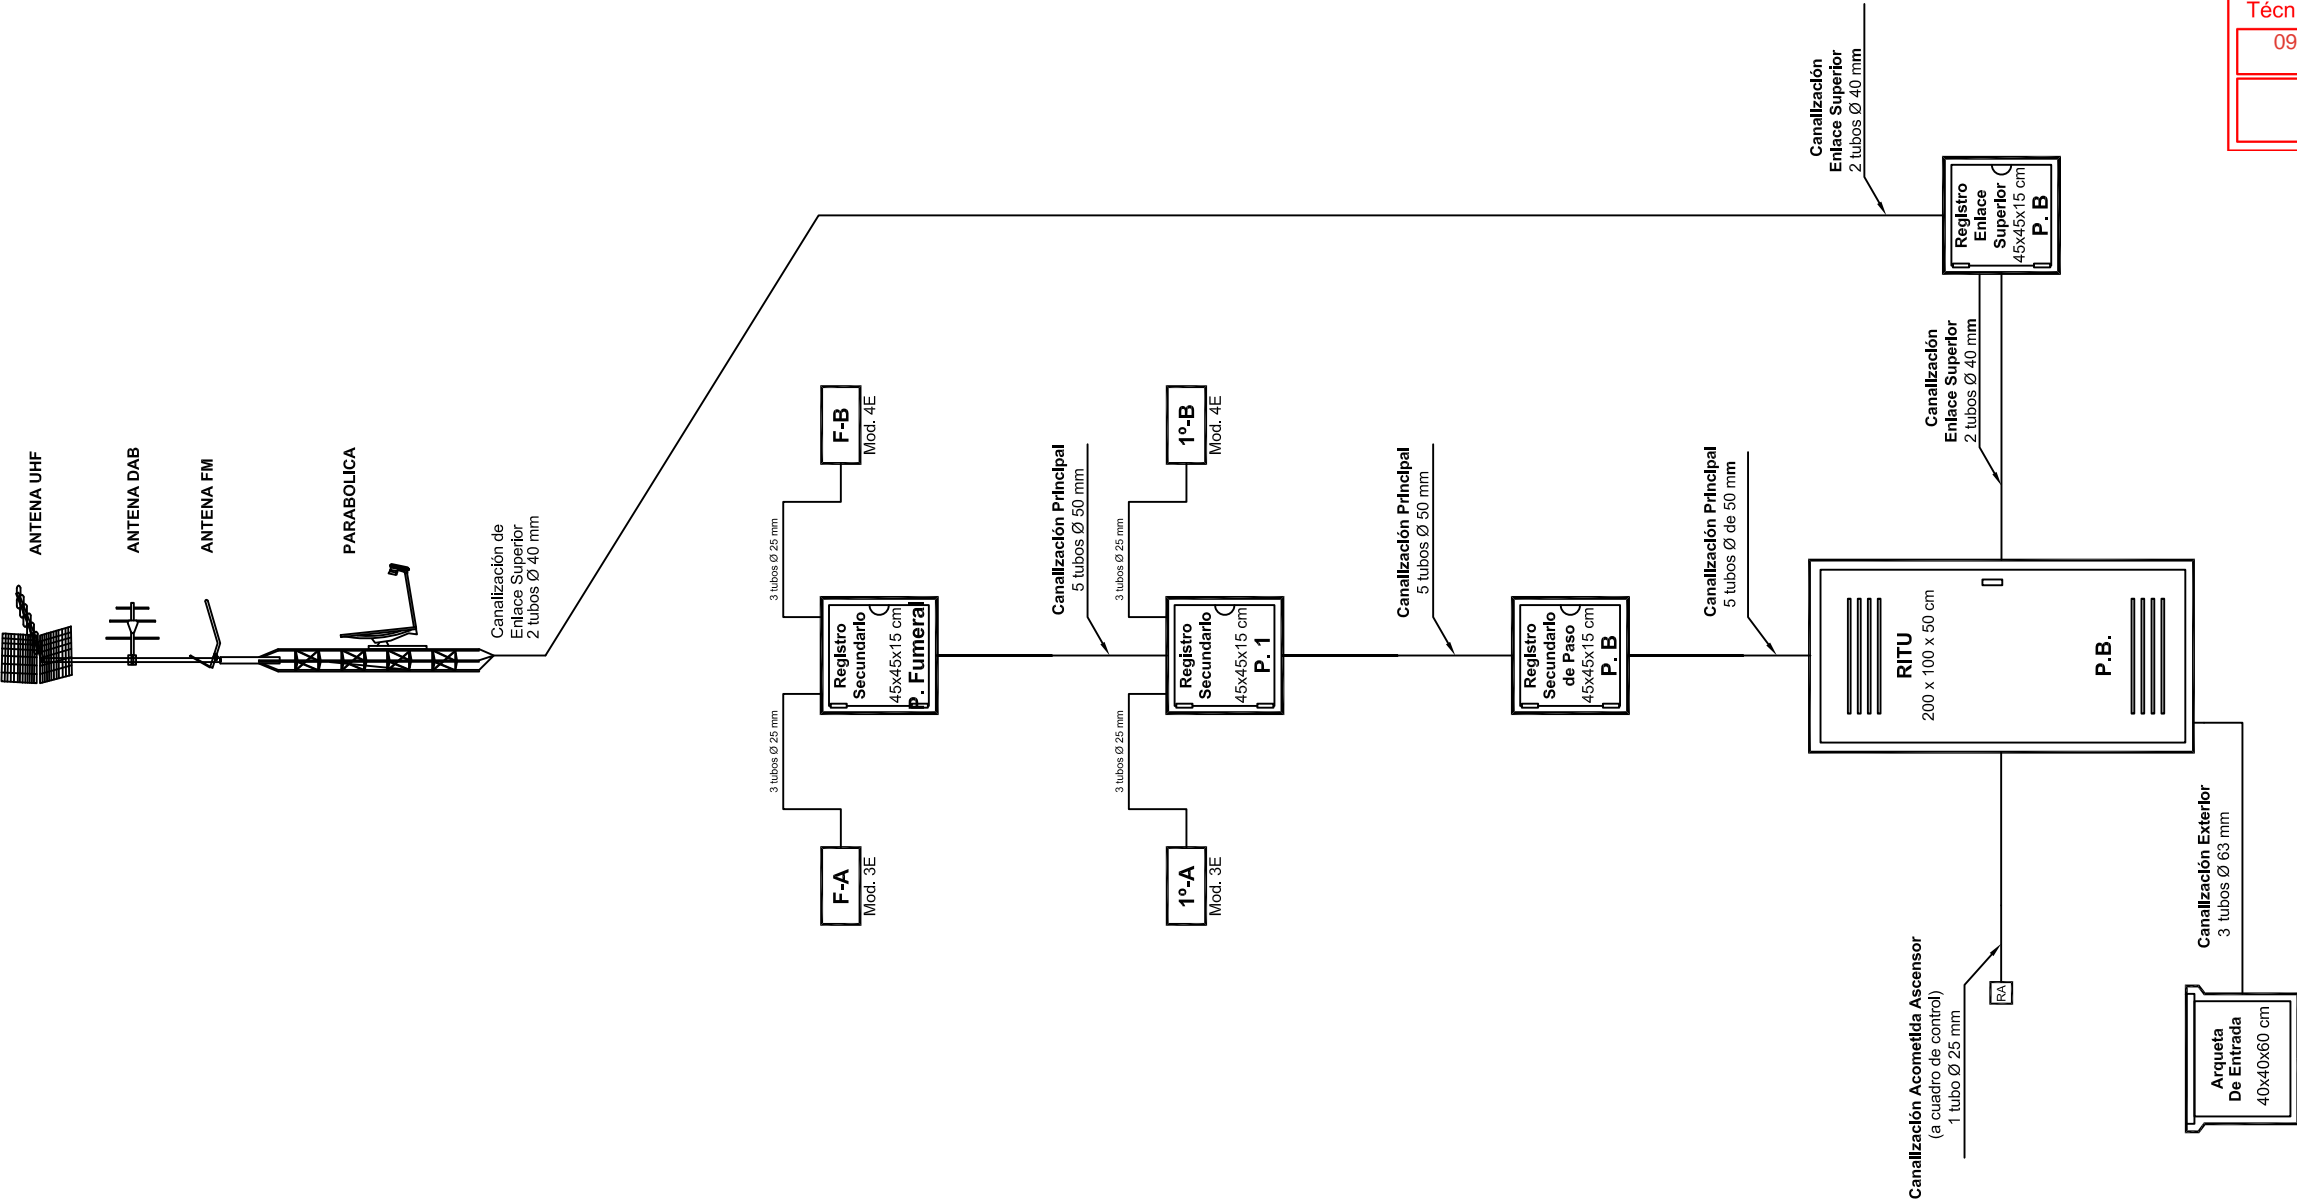 ANTENA UHF
ANTENA DAB
ANTENA FM
PARABOLICA
Canalización de
Enlace Superior
2 tubos Ø 40 mm
F-B
Mod. 4E
3 tubos Ø 25 mm
Registro
Secundario
45x45x15 cm
P. Fumeral
3 tubos Ø 25 mm
F-A
Mod. 3E
Canalización Principal
5 tubos Ø 50 mm
1º-B
Mod. 4E
3 tubos Ø 25 mm
Registro
Secundario
45x45x15 cm
P. 1
3 tubos Ø 25 mm
1º-A
Mod. 3E
Canalización Principal
5 tubos Ø 50 mm
Registro
Secundario
de Paso
45x45x15 cm
P. B
Canalización Principal
5 tubos Ø de 50 mm
Canalización
Enlace Superior
2 tubos Ø 40 mm
Registro
Enlace
Superior
45x45x15 cm
P. B
Canalización
Enlace Superior
2 tubos Ø 40 mm
RITU
200 x 100 x 50 cm
P.B.
Canalización Acometida Ascensor
(a cuadro de control)
1 tubo Ø 25 mm
RA
Canalización Exterior
3 tubos Ø 63 mm
Arqueta
De Entrada
40x40x60 cm
Técn
09